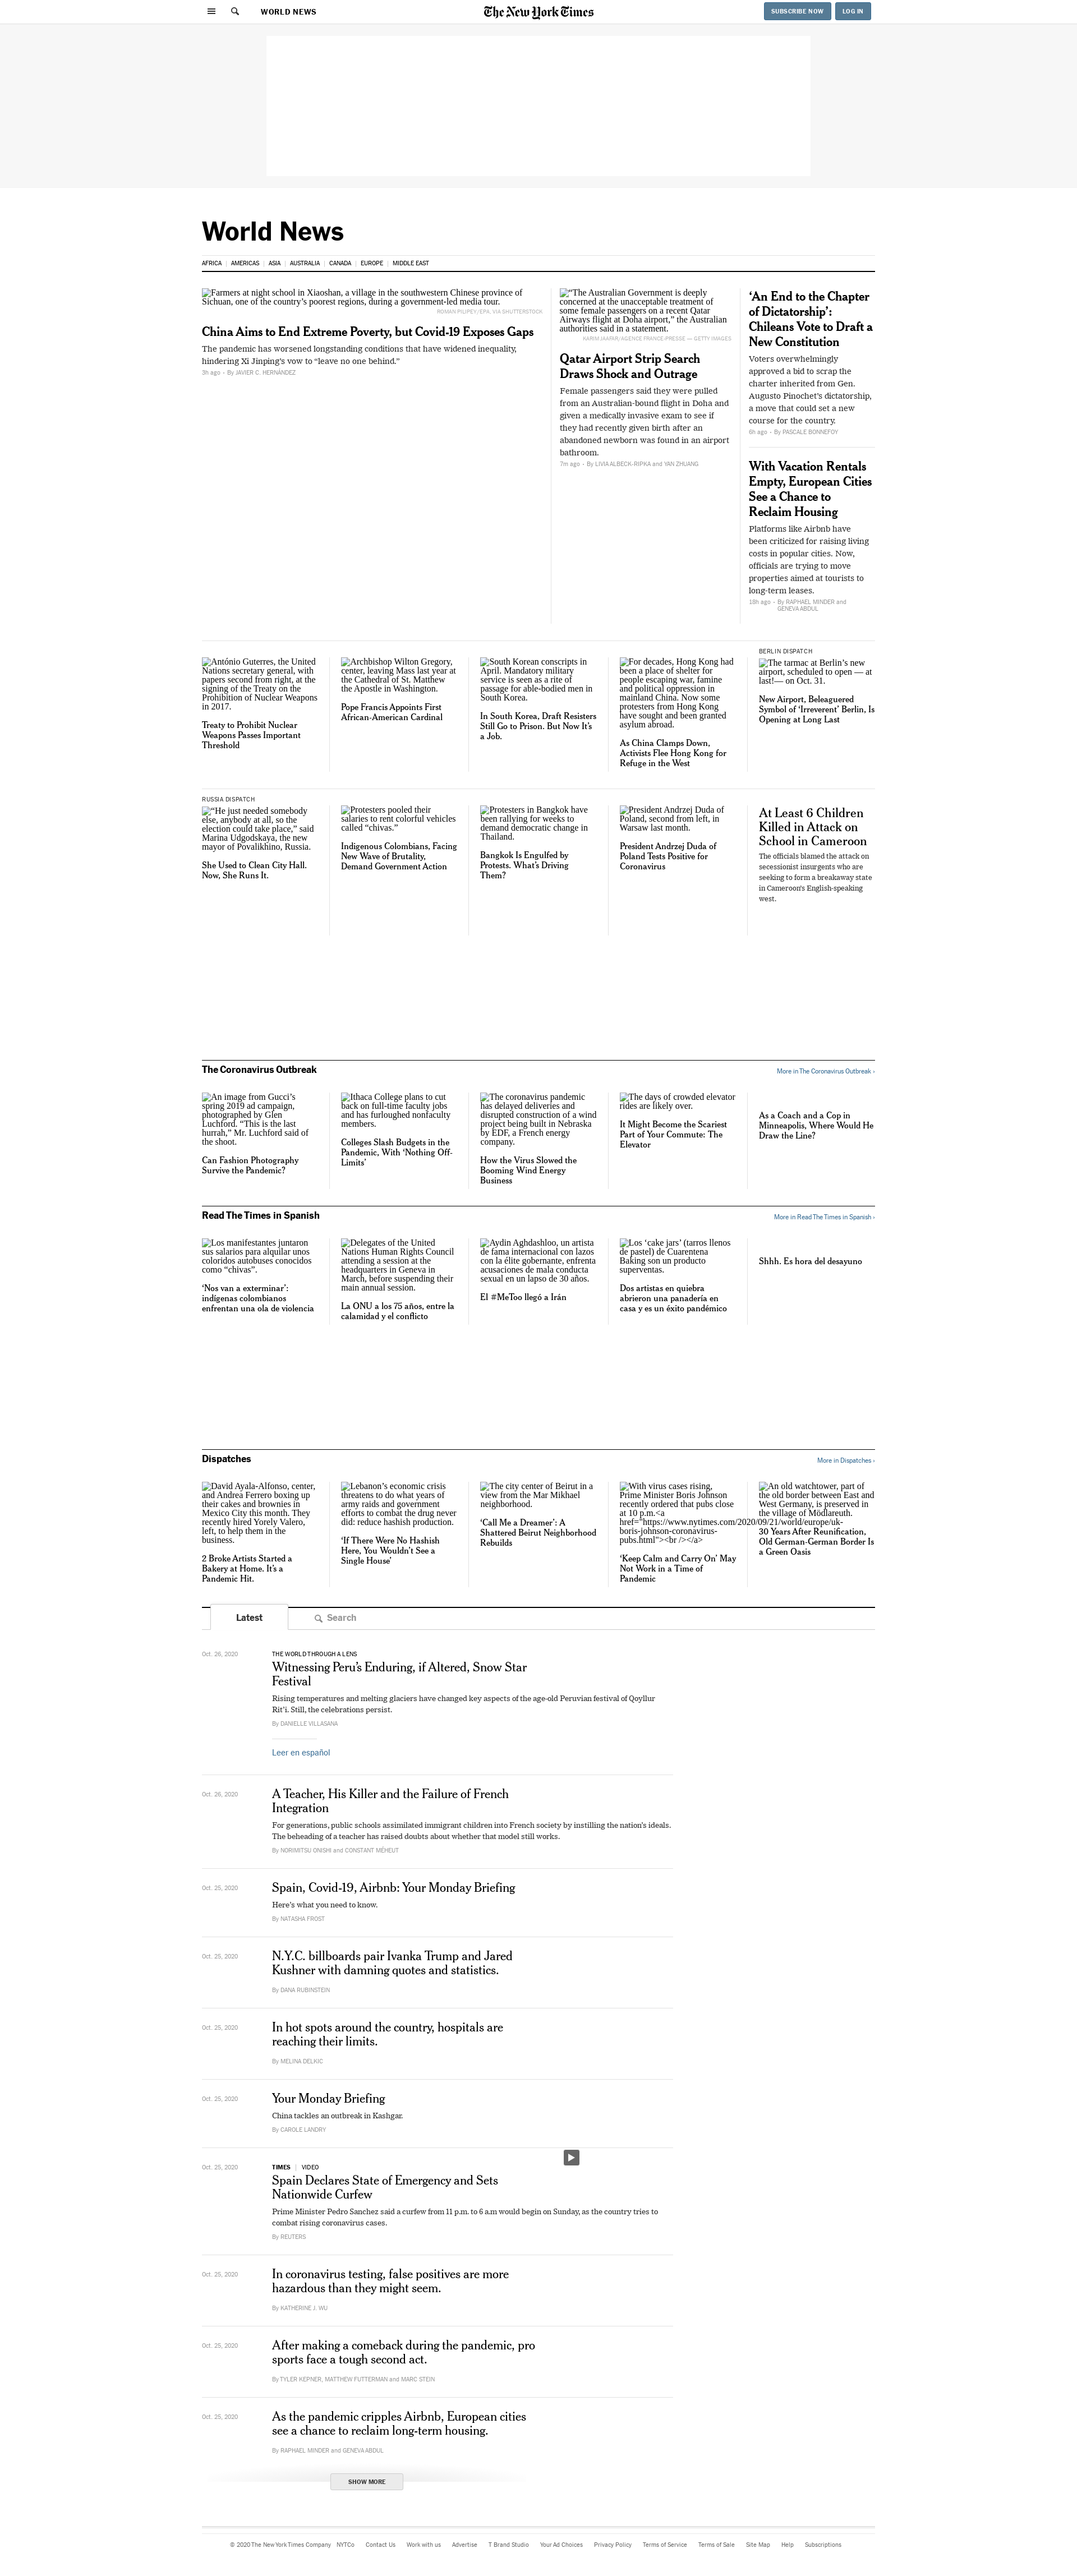 WORLD NEWS
The New York Times
SUBSCRIBE NOW
LOG IN
World News
AFRICA
AMERICAS
ASIA
AUSTRALIA
CANADA
EUROPE
MIDDLE EAST
Farmers at night school in Xiaoshan, a village in the southwestern Chinese province of
Sichuan, one of the country’s poorest regions, during a government-led media tour.
ROMAN PILIPEY/EPA, VIA SHUTTERSTOCK
China Aims to End Extreme Poverty, but Covid-19 Exposes Gaps
The pandemic has worsened longstanding conditions that have widened inequality,
hindering Xi Jinping’s vow to “leave no one behind.”
3h ago
By JAVIER C. HERNÁNDEZ
“The Australian Government is deeply
concerned at the unacceptable treatment of
some female passengers on a recent Qatar
Airways flight at Doha airport,” the Australian
authorities said in a statement.
KARIM JAAFAR/AGENCE FRANCE-PRESSE — GETTY IMAGES
Qatar Airport Strip Search
Draws Shock and Outrage
Female passengers said they were pulled
from an Australian-bound flight in Doha and
given a medically invasive exam to see if
they had recently given birth after an
abandoned newborn was found in an airport
bathroom.
7m ago
By LIVIA ALBECK-RIPKA and YAN ZHUANG
‘An End to the Chapter
of Dictatorship’:
Chileans Vote to Draft a
New Constitution
Voters overwhelmingly
approved a bid to scrap the
charter inherited from Gen.
Augusto Pinochet’s dictatorship,
a move that could set a new
course for the country.
6h ago
By PASCALE BONNEFOY
With Vacation Rentals
Empty, European Cities
See a Chance to
Reclaim Housing
Platforms like Airbnb have
been criticized for raising living
costs in popular cities. Now,
officials are trying to move
properties aimed at tourists to
long-term leases.
18h ago
By RAPHAEL MINDER and
GENEVA ABDUL
António Guterres, the United
Nations secretary general, with
papers second from right, at the
signing of the Treaty on the
Prohibition of Nuclear Weapons
in 2017.
Treaty to Prohibit Nuclear
Weapons Passes Important
Threshold
Archbishop Wilton Gregory,
center, leaving Mass last year at
the Cathedral of St. Matthew
the Apostle in Washington.
Pope Francis Appoints First
African-American Cardinal
South Korean conscripts in
April. Mandatory military
service is seen as a rite of
passage for able-bodied men in
South Korea.
In South Korea, Draft Resisters
Still Go to Prison. But Now It’s
a Job.
For decades, Hong Kong had
been a place of shelter for
people escaping war, famine
and political oppression in
mainland China. Now some
protesters from Hong Kong
have sought and been granted
asylum abroad.
As China Clamps Down,
Activists Flee Hong Kong for
Refuge in the West
BERLIN DISPATCH
The tarmac at Berlin’s new
airport, scheduled to open — at
last!— on Oct. 31.
New Airport, Beleaguered
Symbol of ‘Irreverent’ Berlin, Is
Opening at Long Last
RUSSIA DISPATCH
“He just needed somebody
else, anybody at all, so the
election could take place,” said
Marina Udgodskaya, the new
mayor of Povalikhino, Russia.
She Used to Clean City Hall.
Now, She Runs It.
Protesters pooled their
salaries to rent colorful vehicles
called “chivas.”
Indigenous Colombians, Facing
New Wave of Brutality,
Demand Government Action
Protesters in Bangkok have
been rallying for weeks to
demand democratic change in
Thailand.
Bangkok Is Engulfed by
Protests. What’s Driving
Them?
President Andrzej Duda of
Poland, second from left, in
Warsaw last month.
President Andrzej Duda of
Poland Tests Positive for
Coronavirus
At Least 6 Children
Killed in Attack on
School in Cameroon
The officials blamed the attack on
secessionist insurgents who are
seeking to form a breakaway state
in Cameroon’s English-speaking
west.
The Coronavirus Outbreak
More in The Coronavirus Outbreak ›
An image from Gucci’s
spring 2019 ad campaign,
photographed by Glen
Luchford. “This is the last
hurrah,” Mr. Luchford said of
the shoot.
Can Fashion Photography
Survive the Pandemic?
Ithaca College plans to cut
back on full-time faculty jobs
and has furloughed nonfaculty
members.
Colleges Slash Budgets in the
Pandemic, With ‘Nothing Off-
Limits’
The coronavirus pandemic
has delayed deliveries and
disrupted construction of a wind
project being built in Nebraska
by EDF, a French energy
company.
How the Virus Slowed the
Booming Wind Energy
Business
The days of crowded elevator
rides are likely over.
It Might Become the Scariest
Part of Your Commute: The
Elevator
As a Coach and a Cop in
Minneapolis, Where Would He
Draw the Line?
Read The Times in Spanish
More in Read The Times in Spanish ›
Los manifestantes juntaron
sus salarios para alquilar unos
coloridos autobuses conocidos
como “chivas”.
‘Nos van a exterminar’:
indígenas colombianos
enfrentan una ola de violencia
Delegates of the United
Nations Human Rights Council
attending a session at the
headquarters in Geneva in
March, before suspending their
main annual session.
La ONU a los 75 años, entre la
calamidad y el conflicto
Aydin Aghdashloo, un artista
de fama internacional con lazos
con la élite gobernante, enfrenta
acusaciones de mala conducta
sexual en un lapso de 30 años.
El #MeToo llegó a Irán
Los ‘cake jars’ (tarros llenos
de pastel) de Cuarentena
Baking son un producto
superventas.
Dos artistas en quiebra
abrieron una panadería en
casa y es un éxito pandémico
Shhh. Es hora del desayuno
Dispatches
More in Dispatches ›
David Ayala-Alfonso, center,
and Andrea Ferrero boxing up
their cakes and brownies in
Mexico City this month. They
recently hired Yorely Valero,
left, to help them in the
business.
2 Broke Artists Started a
Bakery at Home. It’s a
Pandemic Hit.
Lebanon’s economic crisis
threatens to do what years of
army raids and government
efforts to combat the drug never
did: reduce hashish production.
‘If There Were No Hashish
Here, You Wouldn’t See a
Single House’
The city center of Beirut in a
view from the Mar Mikhael
neighborhood.
‘Call Me a Dreamer’: A
Shattered Beirut Neighborhood
Rebuilds
With virus cases rising,
Prime Minister Boris Johnson
recently ordered that pubs close
at 10 p.m.<a
href="https://www.nytimes.com/2020/09/21/world/europe/uk-
boris-johnson-coronavirus-
pubs.html"><br /></a>
‘Keep Calm and Carry On’ May
Not Work in a Time of
Pandemic
An old watchtower, part of
the old border between East and
West Germany, is preserved in
the village of Mödlareuth.
30 Years After Reunification,
Old German-German Border Is
a Green Oasis
Latest
Search
Oct. 26, 2020
THE WORLD THROUGH A LENS
Witnessing Peru’s Enduring, if Altered, Snow Star
Festival
Rising temperatures and melting glaciers have changed key aspects of the age-old Peruvian festival of Qoyllur
Rit’i. Still, the celebrations persist.
By DANIELLE VILLASANA
Leer en español
Oct. 26, 2020
A Teacher, His Killer and the Failure of French
Integration
For generations, public schools assimilated immigrant children into French society by instilling the nation’s ideals.
The beheading of a teacher has raised doubts about whether that model still works.
By NORIMITSU ONISHI and CONSTANT MÉHEUT
Oct. 25, 2020
Spain, Covid-19, Airbnb: Your Monday Briefing
Here’s what you need to know.
By NATASHA FROST
Oct. 25, 2020
N.Y.C. billboards pair Ivanka Trump and Jared
Kushner with damning quotes and statistics.
By DANA RUBINSTEIN
Oct. 25, 2020
In hot spots around the country, hospitals are
reaching their limits.
By MELINA DELKIC
Oct. 25, 2020
Your Monday Briefing
China tackles an outbreak in Kashgar.
By CAROLE LANDRY
Oct. 25, 2020
TIMES | VIDEO
Spain Declares State of Emergency and Sets
Nationwide Curfew
Prime Minister Pedro Sanchez said a curfew from 11 p.m. to 6 a.m would begin on Sunday, as the country tries to
combat rising coronavirus cases.
By REUTERS
Oct. 25, 2020
In coronavirus testing, false positives are more
hazardous than they might seem.
By KATHERINE J. WU
Oct. 25, 2020
After making a comeback during the pandemic, pro
sports face a tough second act.
By TYLER KEPNER, MATTHEW FUTTERMAN and MARC STEIN
Oct. 25, 2020
As the pandemic cripples Airbnb, European cities
see a chance to reclaim long-term housing.
By RAPHAEL MINDER and GENEVA ABDUL
SHOW MORE
© 2020 The New York Times Company
NYTCo
Contact Us
Work with us
Advertise
T Brand Studio
Your Ad Choices
Privacy Policy
Terms of Service
Terms of Sale
Site Map
Help
Subscriptions